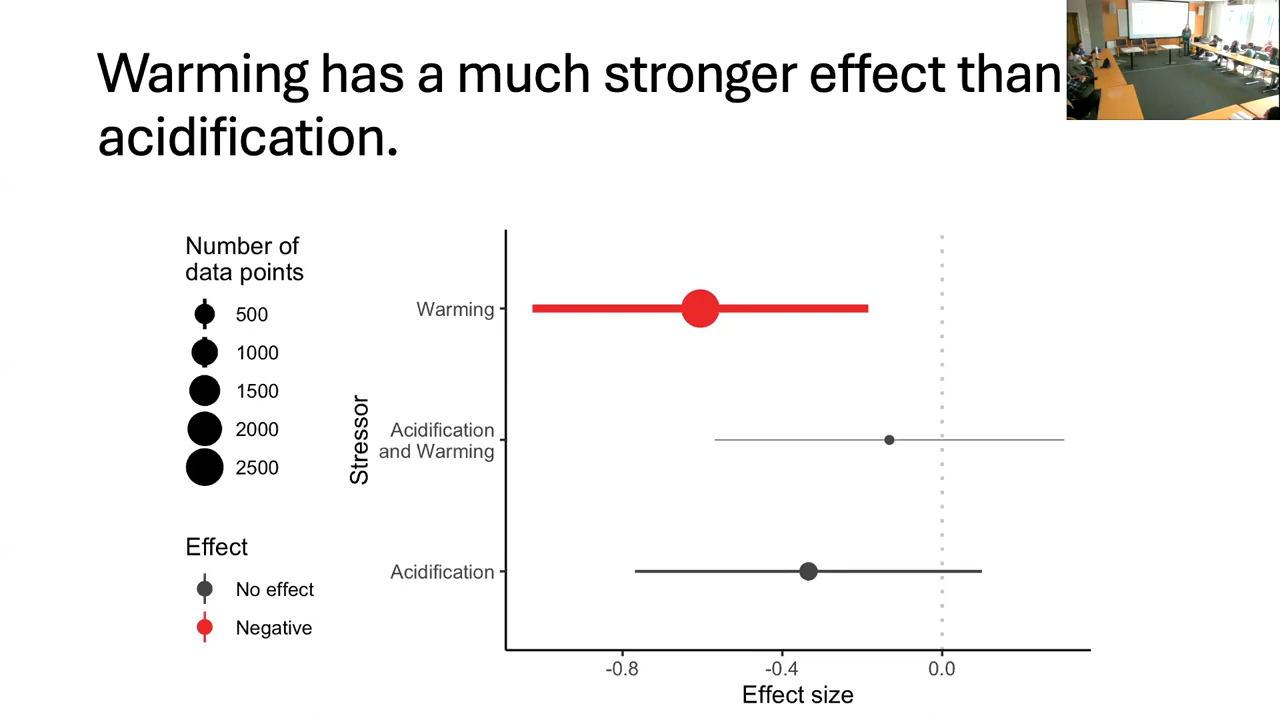 Warming has a much stronger effect than
acidification.
Number of
data points
500
1000
1500
2000
2500
Effect
No effect
Negative
Stressor
Warming
Acidification
and Warming
Acidification
-0.8
-0.4
0.0
Effect size